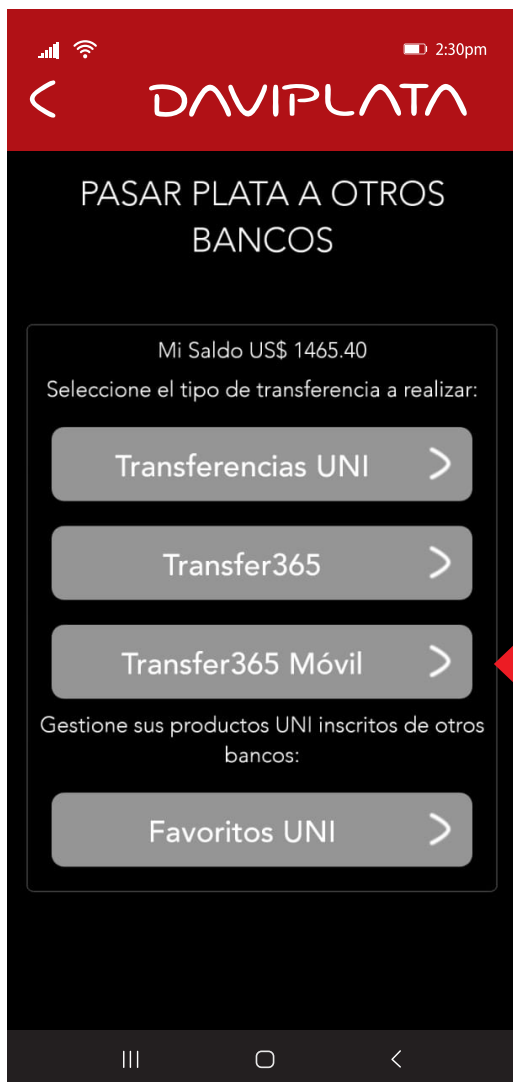 2:30pm
DAVIPLATA
PASAR PLATA A OTROS
BANCOS
Mi Saldo US$ 1465.40
Seleccione el tipo de transferencia a realizar:
Transferencias UNI
Transfer365
Transfer365 Móvil
Gestione sus productos UNI inscritos de otros
bancos:
Favoritos UNI